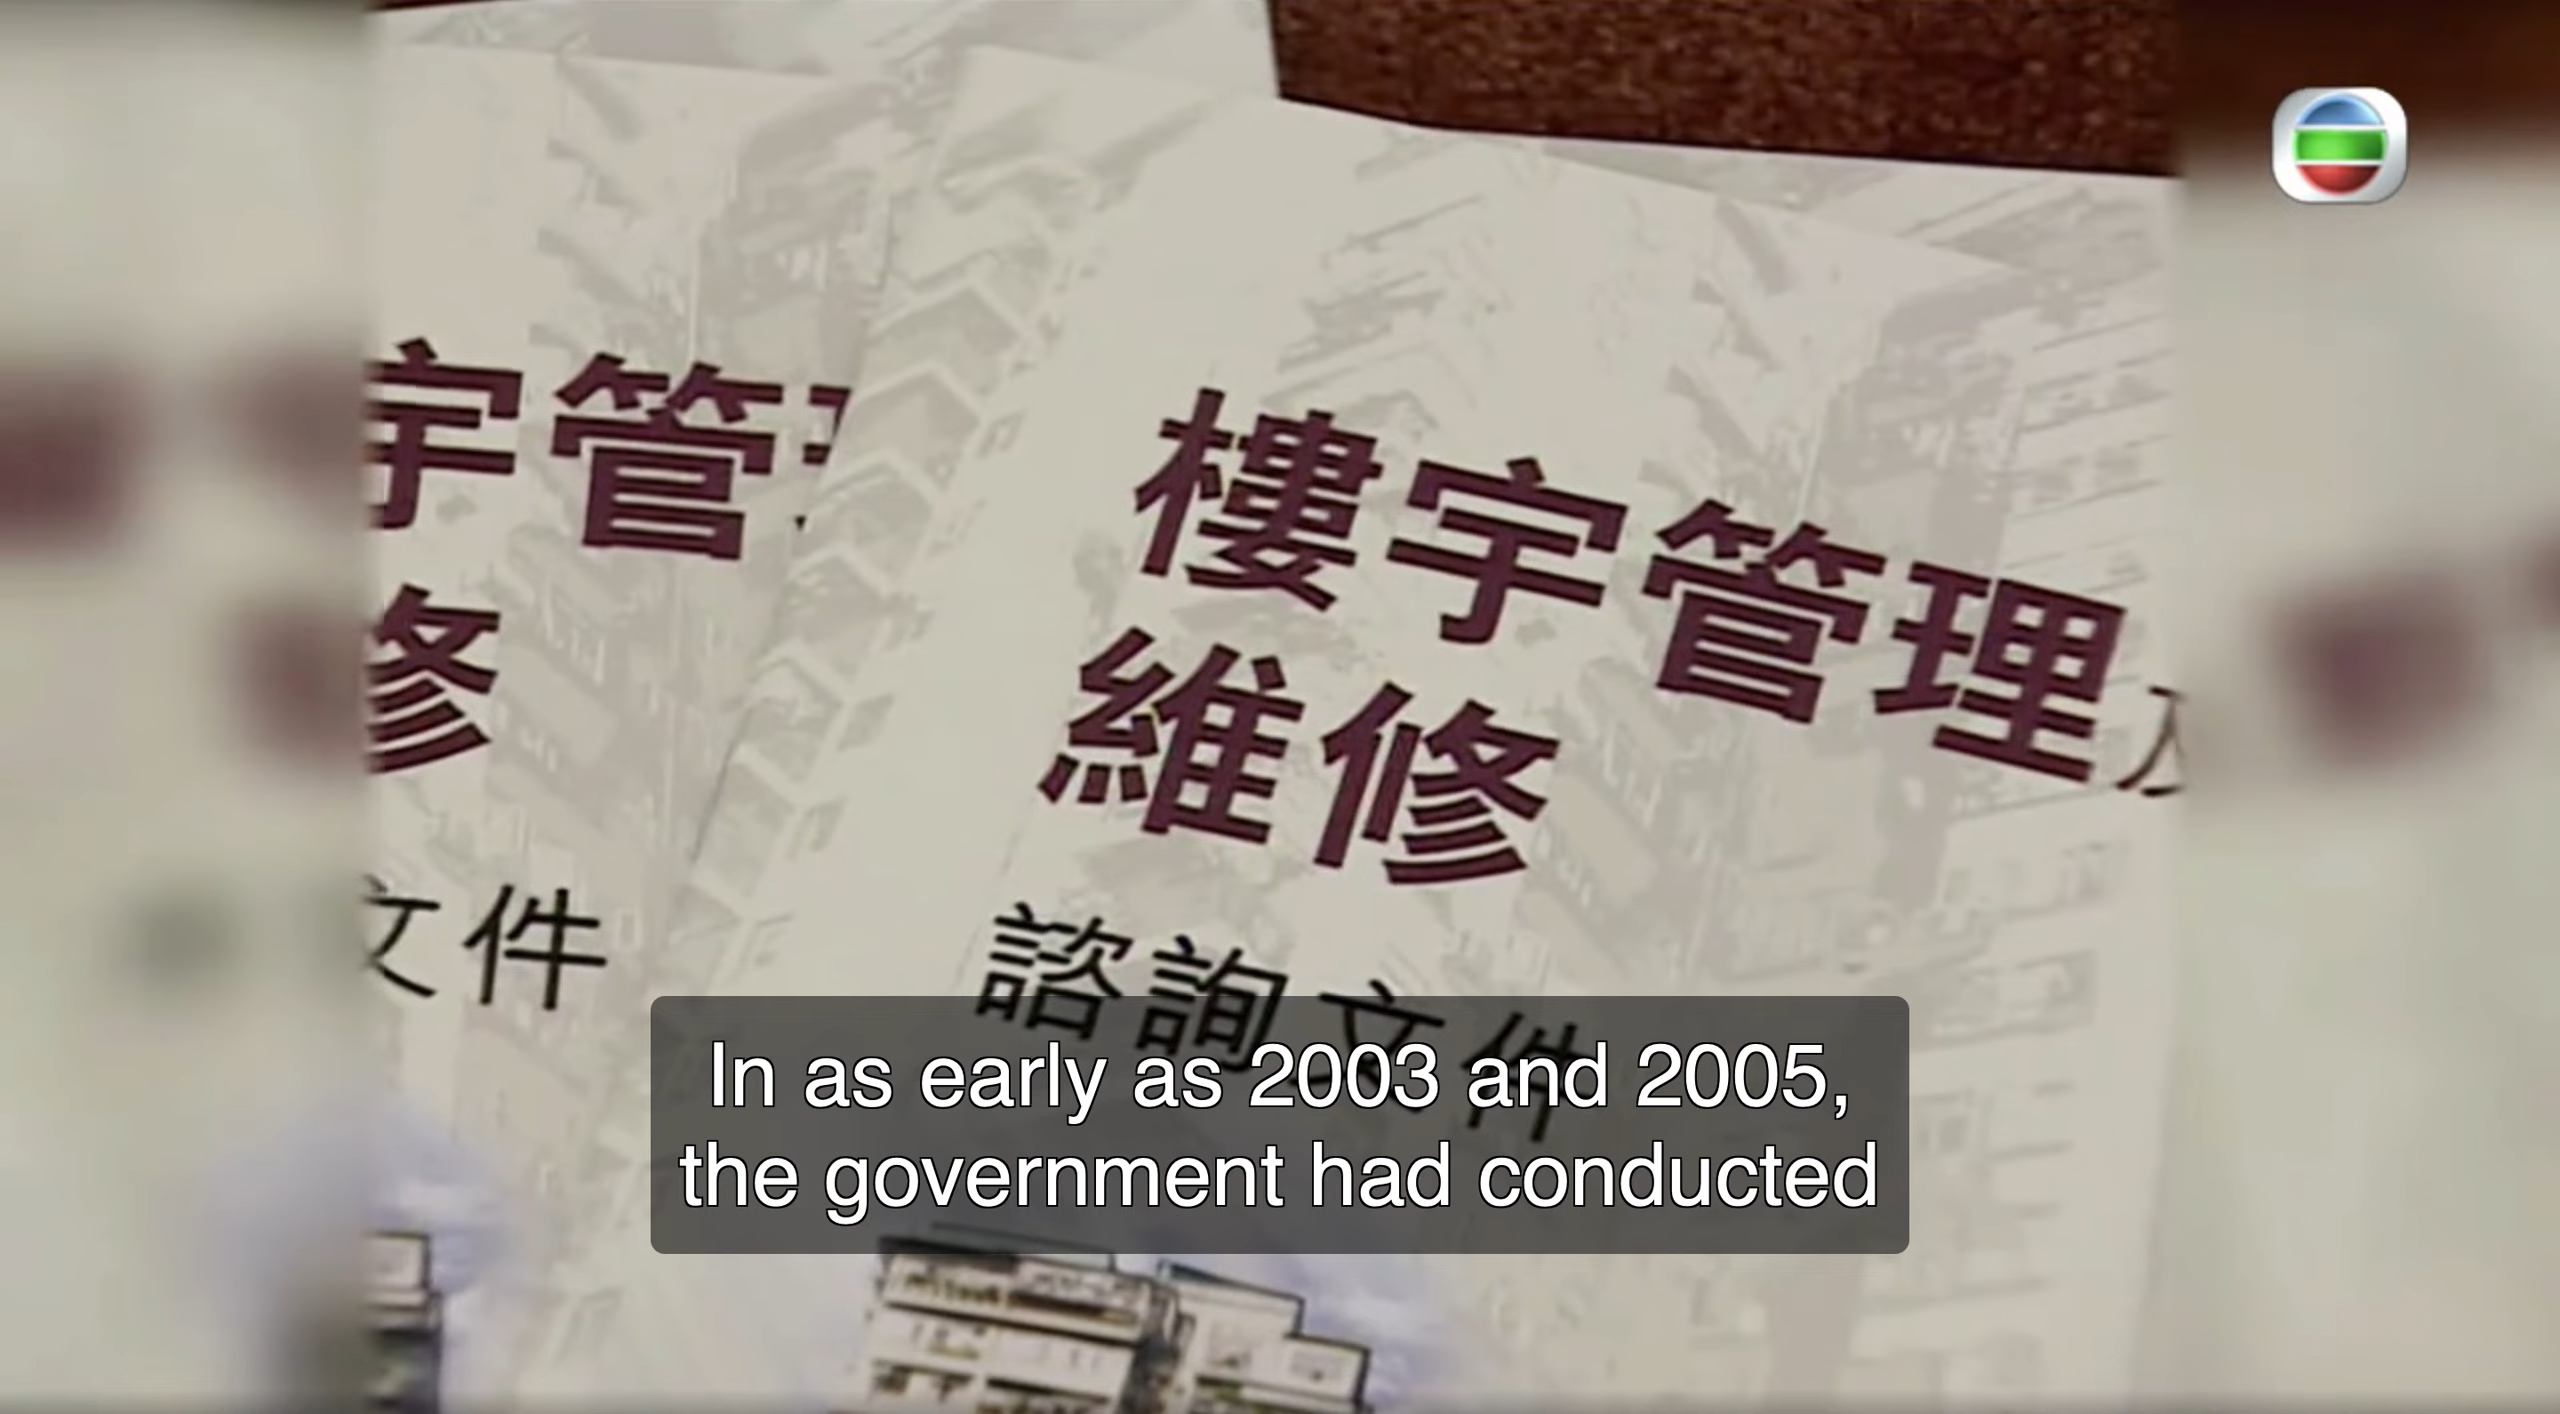 宇管
修
文件
樓宇管理及
維修
諮詢文件
In as early as 2003 and 2005,
the government had conducted